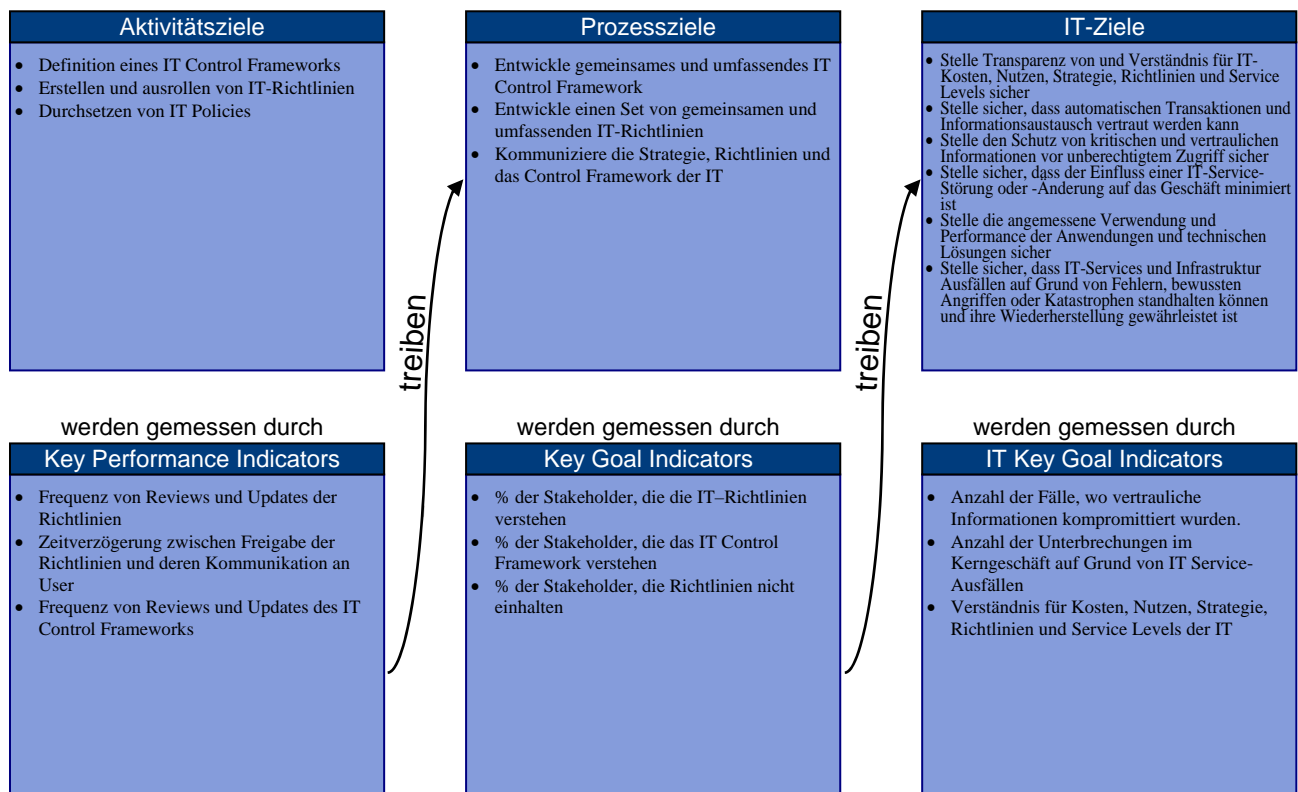 Aktivitätsziele
• Definition eines IT Control Frameworks
• Erstellen und ausrollen von IT-Richtlinien
• Durchsetzen von IT Policies
Prozessziele
• Entwickle gemeinsames und umfassendes IT
Control Framework
• Entwickle einen Set von gemeinsamen und
umfassenden IT-Richtlinien
• Kommuniziere die Strategie, Richtlinien und
das Control Framework der IT
IT-Ziele
• Stelle Transparenz von und Verständnis für IT-
Kosten, Nutzen, Strategie, Richtlinien und Service
Levels sicher
• Stelle sicher, dass automatischen Transaktionen und
Informationsaustausch vertraut werden kann
• Stelle den Schutz von kritischen und vertraulichen
Informationen vor unberechtigtem Zugriff sicher
• Stelle sicher, dass der Einfluss einer IT-Service-
Störung oder -Änderung auf das Geschäft minimiert
ist
• Stelle die angemessene Verwendung und
Performance der Anwendungen und technischen
Lösungen sicher
• Stelle sicher, dass IT-Services und Infrastruktur
Ausfällen auf Grund von Fehlern, bewussten
Angriffen oder Katastrophen standhalten können
und ihre Wiederherstellung gewährleistet ist
treiben
treiben
werden gemessen durch
Key Performance Indicators
• Frequenz von Reviews und Updates der
Richtlinien
• Zeitverzögerung zwischen Freigabe der
Richtlinien und deren Kommunikation an
User
• Frequenz von Reviews und Updates des IT
Control Frameworks
werden gemessen durch
Key Goal Indicators
• % der Stakeholder, die die IT–Richtlinien
verstehen
• % der Stakeholder, die das IT Control
Framework verstehen
• % der Stakeholder, die Richtlinien nicht
einhalten
werden gemessen durch
IT Key Goal Indicators
• Anzahl der Fälle, wo vertrauliche
Informationen kompromittiert wurden.
• Anzahl der Unterbrechungen im
Kerngeschäft auf Grund von IT Service-
Ausfällen
• Verständnis für Kosten, Nutzen, Strategie,
Richtlinien und Service Levels der IT